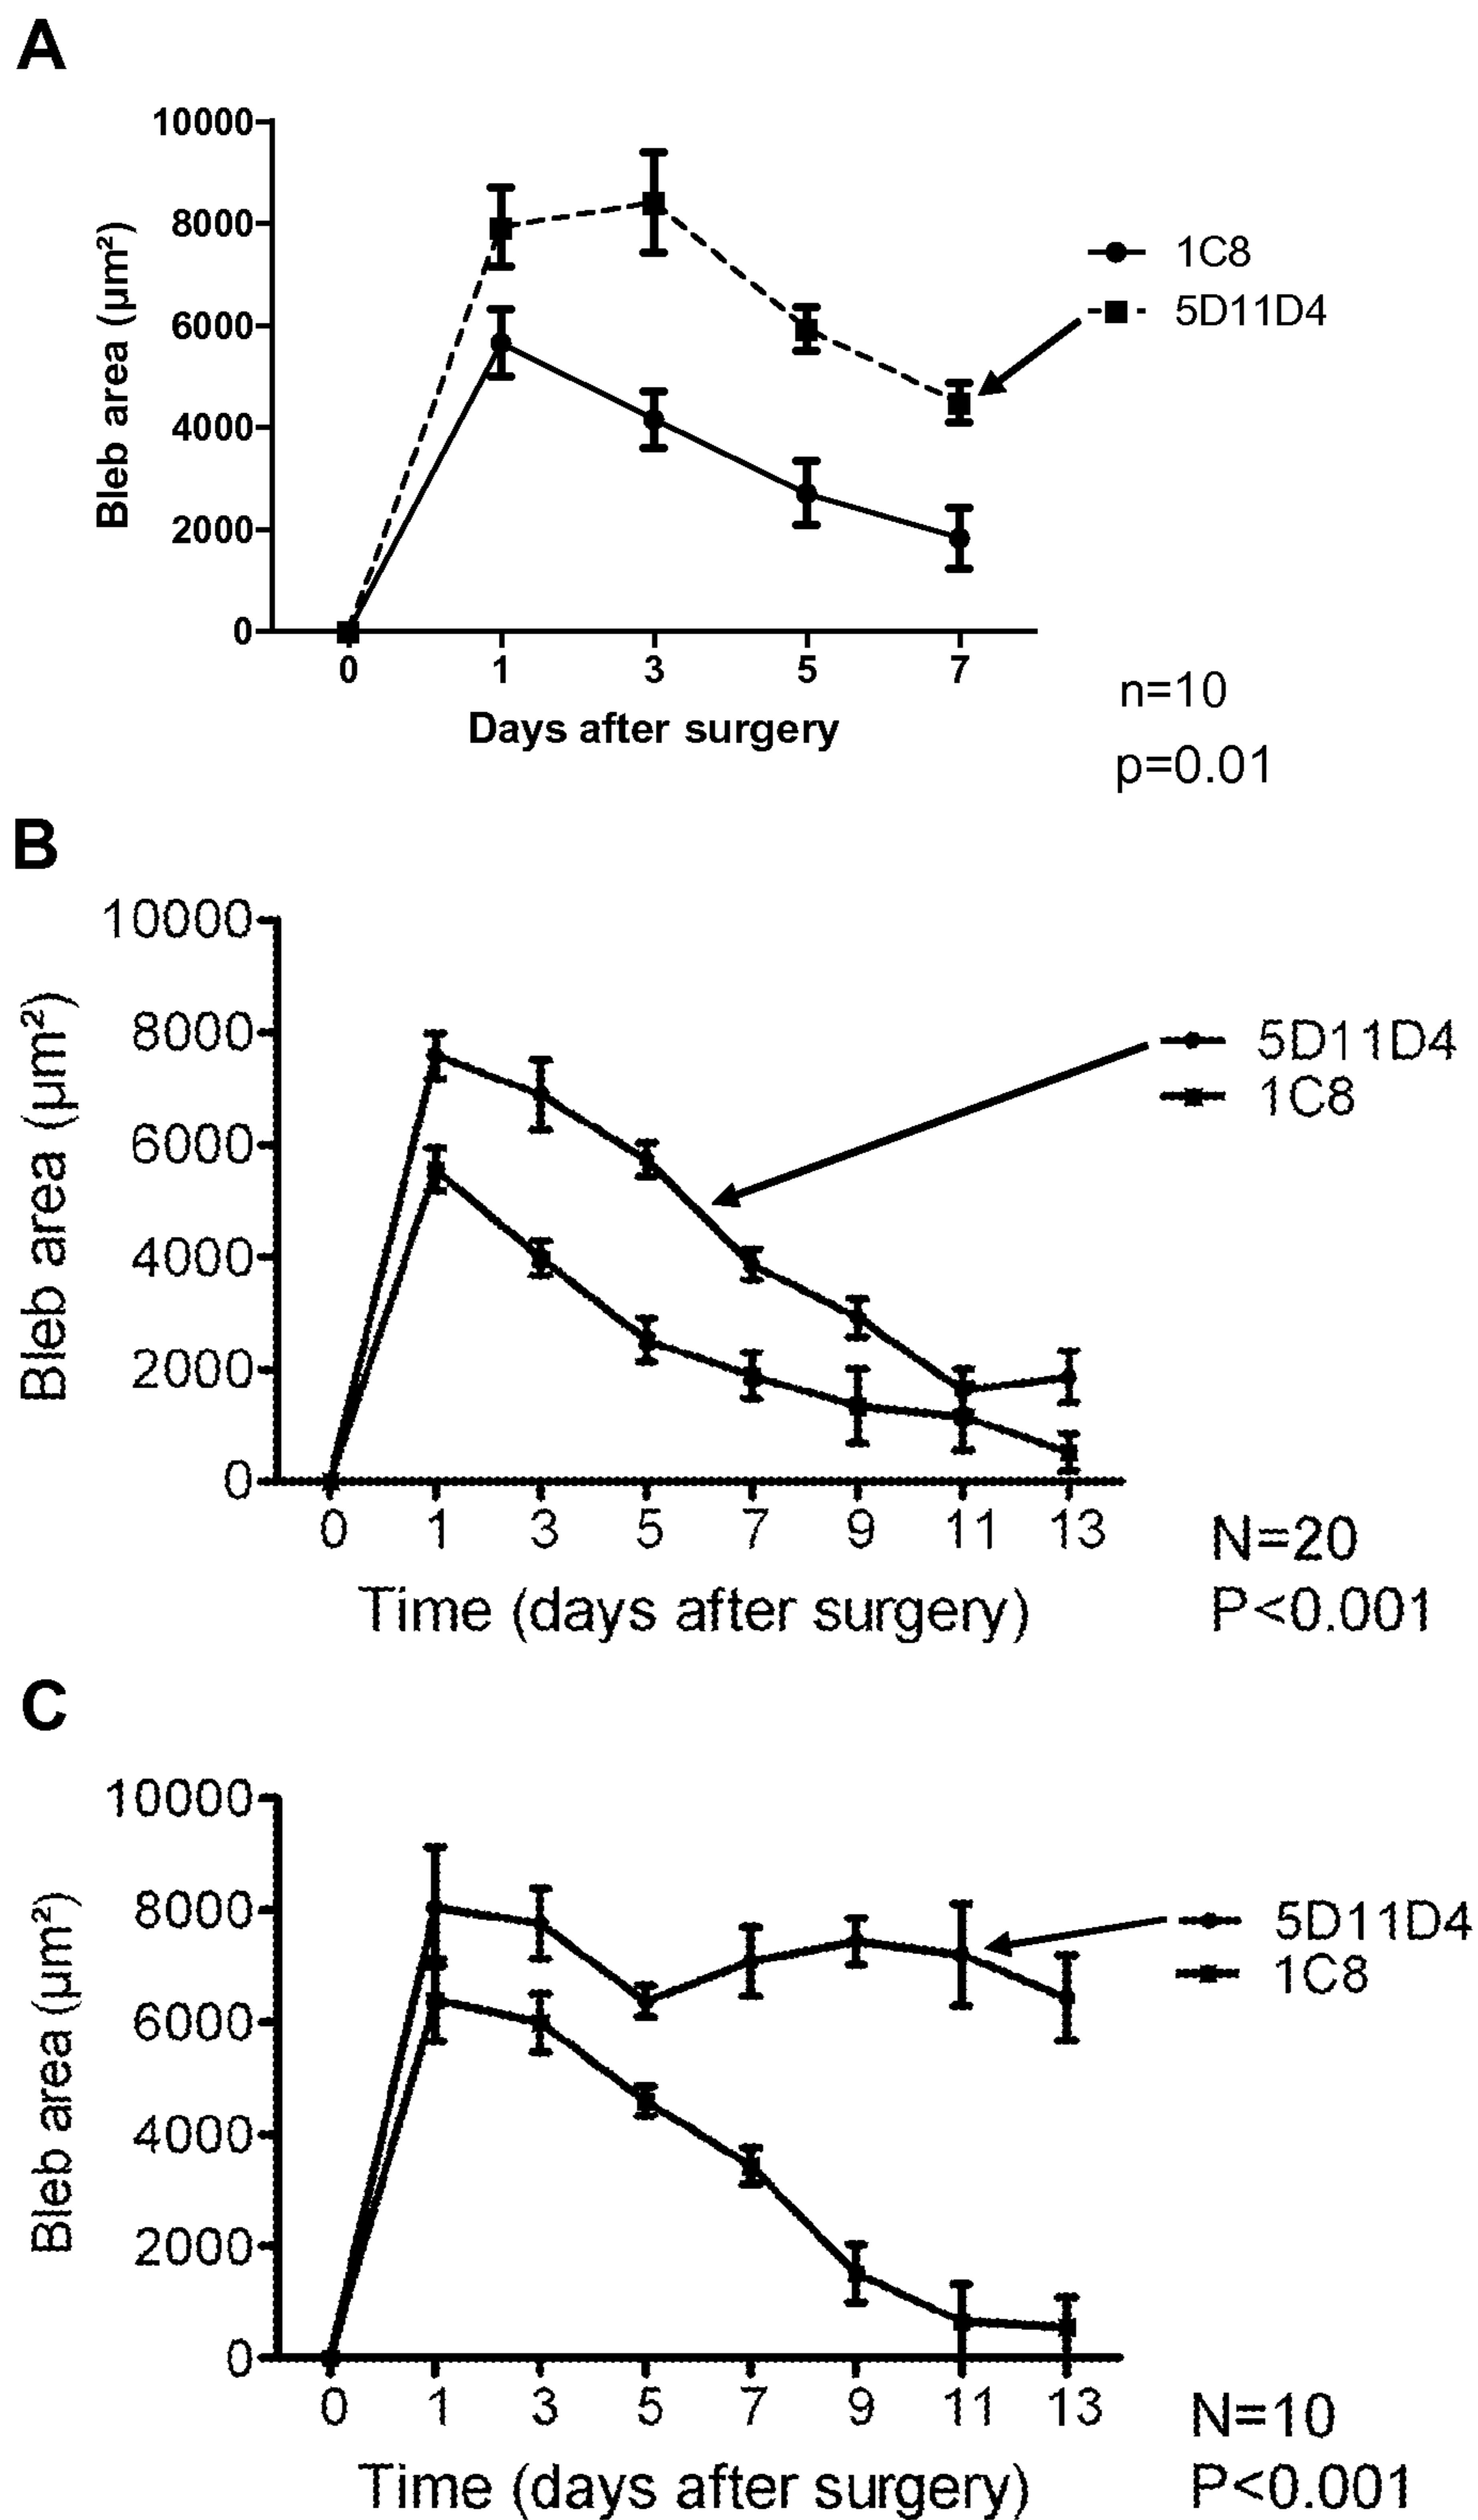 A
10000
8000
6000
4000
2000
0
Bleb area (µm²)
0 1 3 5 7
Days after surgery
1C8
5D11D4
n=10
p=0.01
B
10000
8000
6000
4000
2000
0
Bleb area (µm²)
0 1 3 5 7 9 11 13
Time (days after surgery)
5D11D4
1C8
N=20
P<0.001
C
10000
8000
6000
4000
2000
0
Bleb area (µm²)
0 1 3 5 7 9 11 13
Time (days after surgery)
5D11D4
1C8
N=10
P<0.001